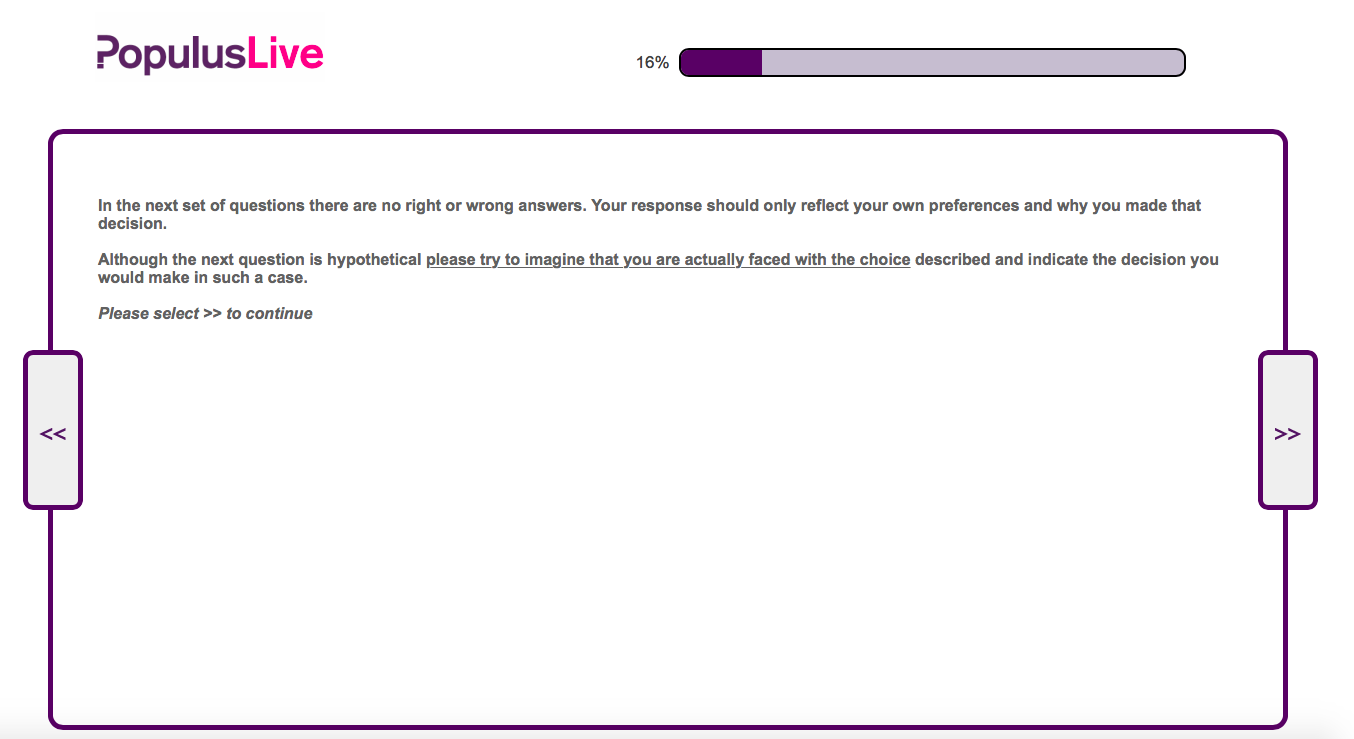 PopulusLive
16%
In the next set of questions there are no right or wrong answers. Your response should only reflect your own preferences and why you made that
decision.
Although the next question is hypothetical please try to imagine that you are actually faced with the choice described and indicate the decision you
would make in such a case.
Please select >> to continue
<<
>>